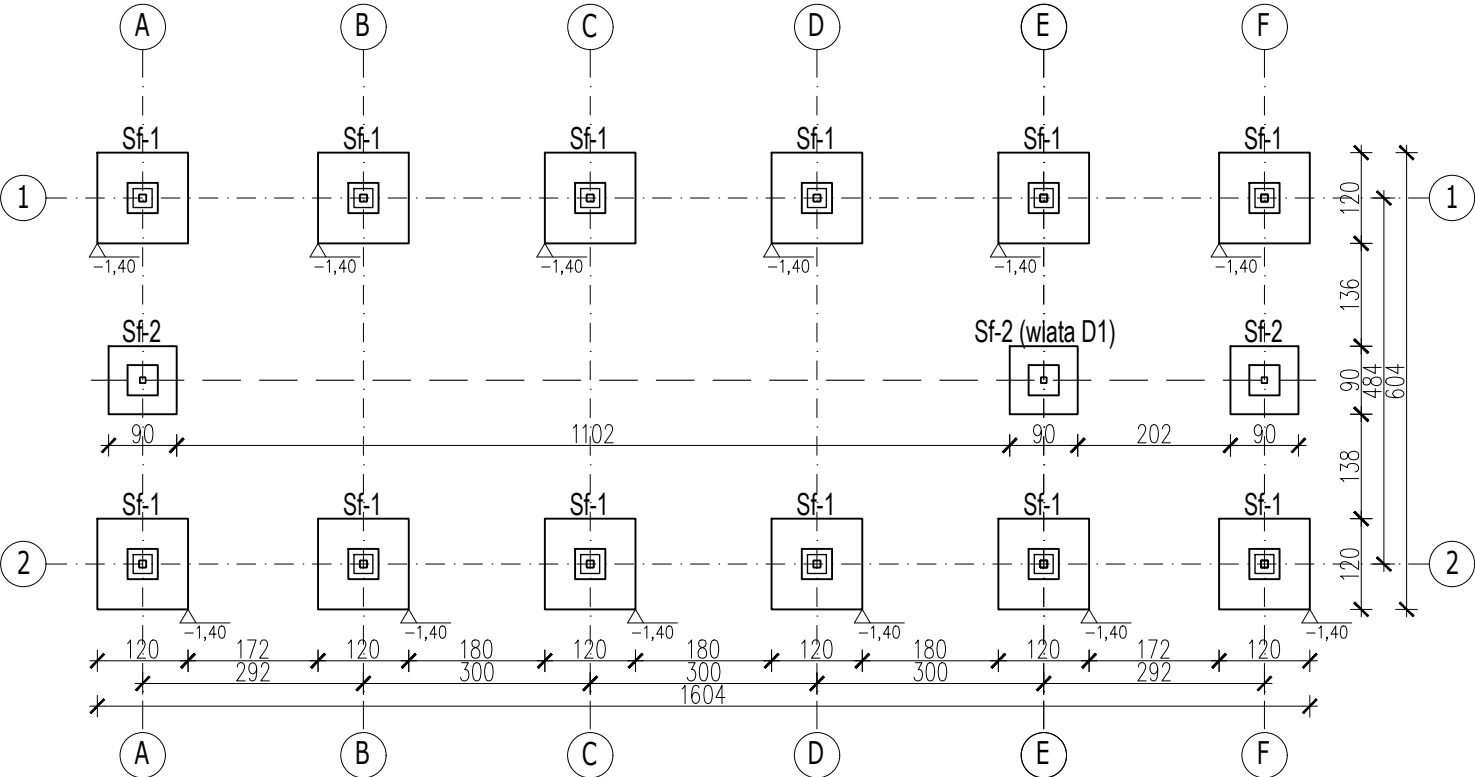 A B C D E F
Sf-1 Sf-1 Sf-1 Sf-1 Sf-1 Sf-1
1 120 1
-1,40 -1,40 -1,40 -1,40 -1,40 -1,40
136
Sf-2 Sf-2 (wiata D1) Sf-2
90 484 604
90 1102 90 202 90
138
Sf-1 Sf-1 Sf-1 Sf-1 Sf-1 Sf-1
2 120 2
-1,40 -1,40 -1,40 -1,40 -1,40 -1,40
120 172 120 180 120 180 120 180 120 172 120
292 300 300 300 292
1604
A B C D E F